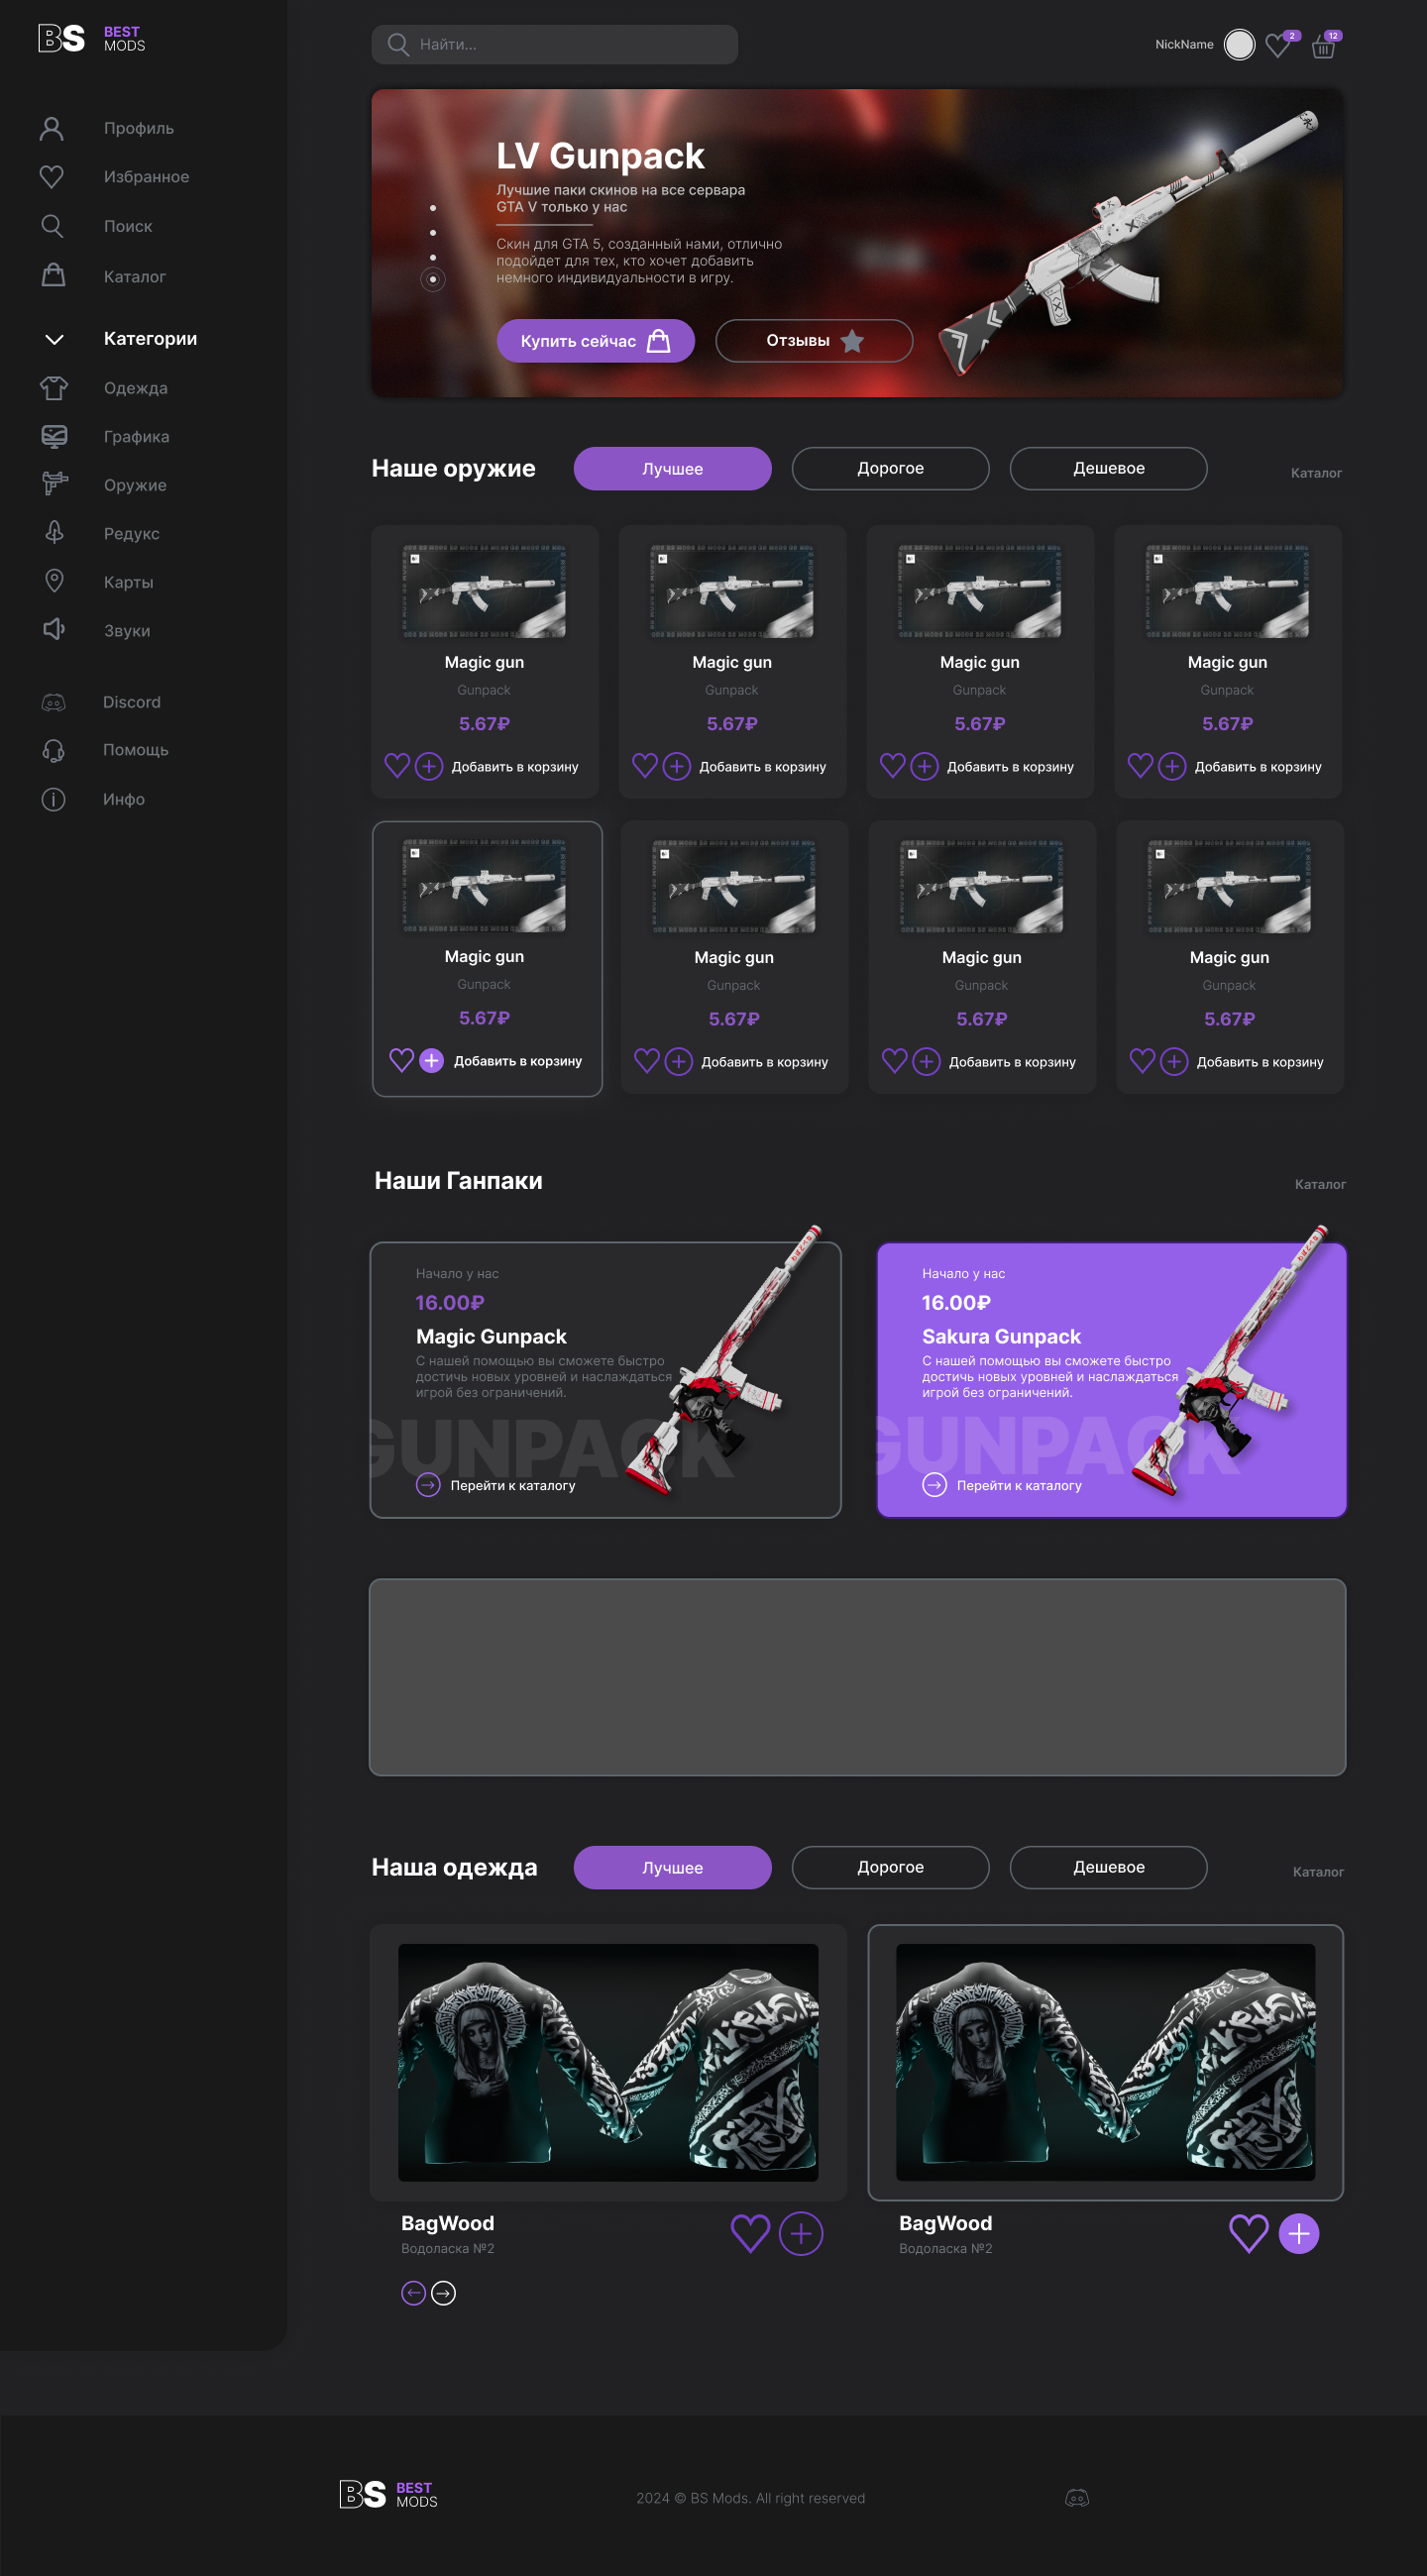 BS BEST
MODS
Найти...
NickName
2
12
Профиль
Избранное
Поиск
Каталог
Категории
Одежда
Графика
Оружие
Редукс
Карты
Звуки
Discord
Помощь
Инфо
LV Gunpack
Лучшие паки скинов на все сервара
GTA V только у нас
Скин для GTA 5, созданный нами, отлично
подойдет для тех, кто хочет добавить
немного индивидуальности в игру.
Купить сейчас
Отзывы
Наше оружие
Лучшее
Дорогое
Дешевое
Каталог
Magic gun
Gunpack
5.67₽
Добавить в корзину
Magic gun
Gunpack
5.67₽
Добавить в корзину
Magic gun
Gunpack
5.67₽
Добавить в корзину
Magic gun
Gunpack
5.67₽
Добавить в корзину
Magic gun
Gunpack
5.67₽
Добавить в корзину
Magic gun
Gunpack
5.67₽
Добавить в корзину
Magic gun
Gunpack
5.67₽
Добавить в корзину
Magic gun
Gunpack
5.67₽
Добавить в корзину
Наши Ганпаки
Каталог
Начало у нас
16.00₽
Magic Gunpack
С нашей помощью вы сможете быстро
достичь новых уровней и наслаждаться
игрой без ограничений.
GUNPACK
Перейти к каталогу
Начало у нас
16.00₽
Sakura Gunpack
С нашей помощью вы сможете быстро
достичь новых уровней и наслаждаться
игрой без ограничений.
GUNPACK
Перейти к каталогу
Наша одежда
Лучшее
Дорогое
Дешевое
Каталог
BagWood
Водоласка №2
BagWood
Водоласка №2
BS BEST
MODS
2024 © BS Mods. All right reserved